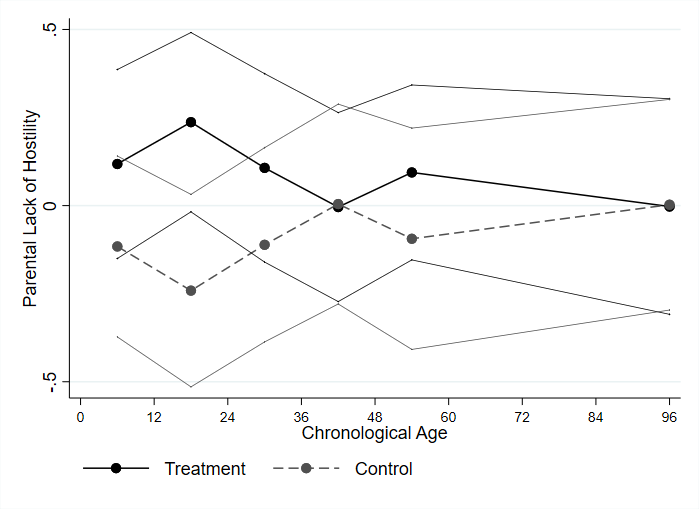 .5
0
-.5
Parental Lack of Hostility
0 12 24 36 48 60 72 84 96
Chronological Age
Treatment Control